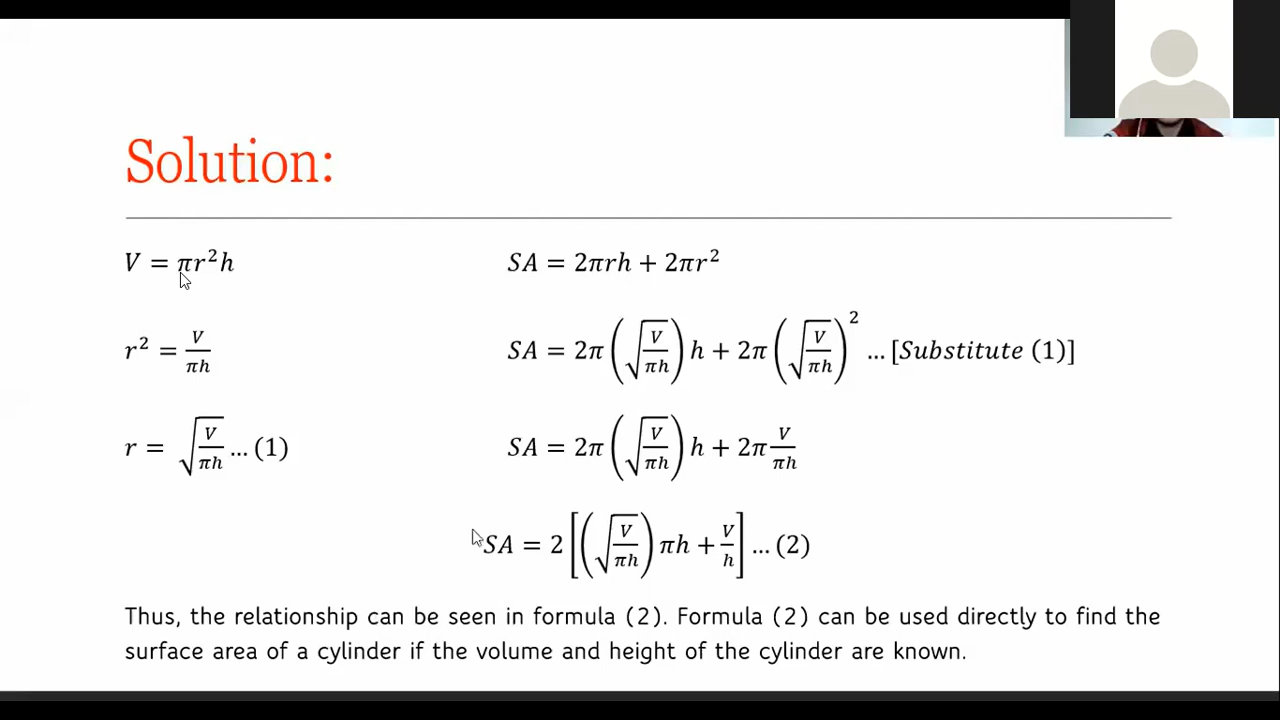 Solution:
V = πr²h
SA = 2πrh + 2πr²
r² = V/πh
SA = 2π(√(V/πh))h + 2π(√(V/πh))² ... [Substitute (1)]
r = √(V/πh) ... (1)
SA = 2π(√(V/πh))h + 2π V/πh
SA = 2[(√(V/πh))πh + V/h] ... (2)
Thus, the relationship can be seen in formula (2). Formula (2) can be used directly to find the
surface area of a cylinder if the volume and height of the cylinder are known.